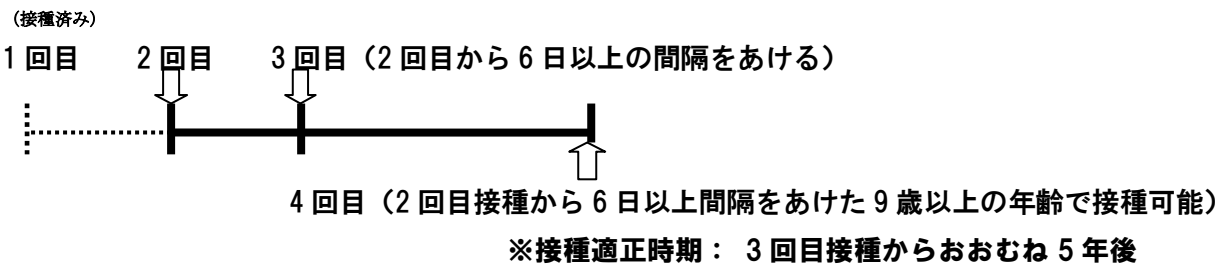 （接種済み）
1回目 2回目 3回目（2回目から6日以上の間隔をあける）
4回目（2回目接種から6日以上間隔をあけた9歳以上の年齢で接種可能）
※接種適正時期： 3回目接種からおおむね5年後